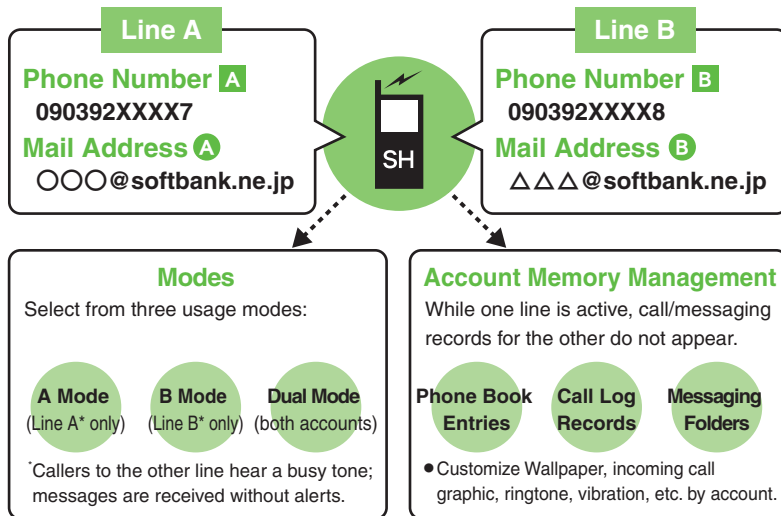 Line A
Phone Number A
090392XXXX7
Mail Address A
○○○@softbank.ne.jp
SH
Line B
Phone Number B
090392XXXX8
Mail Address B
△△△@softbank.ne.jp
Modes
Select from three usage modes:
A Mode
(Line A* only)
B Mode
(Line B* only)
Dual Mode
(both accounts)
*Callers to the other line hear a busy tone;
messages are received without alerts.
Account Memory Management
While one line is active, call/messaging
records for the other do not appear.
Phone Book
Entries
Call Log
Records
Messaging
Folders
●Customize Wallpaper, incoming call
graphic, ringtone, vibration, etc. by account.